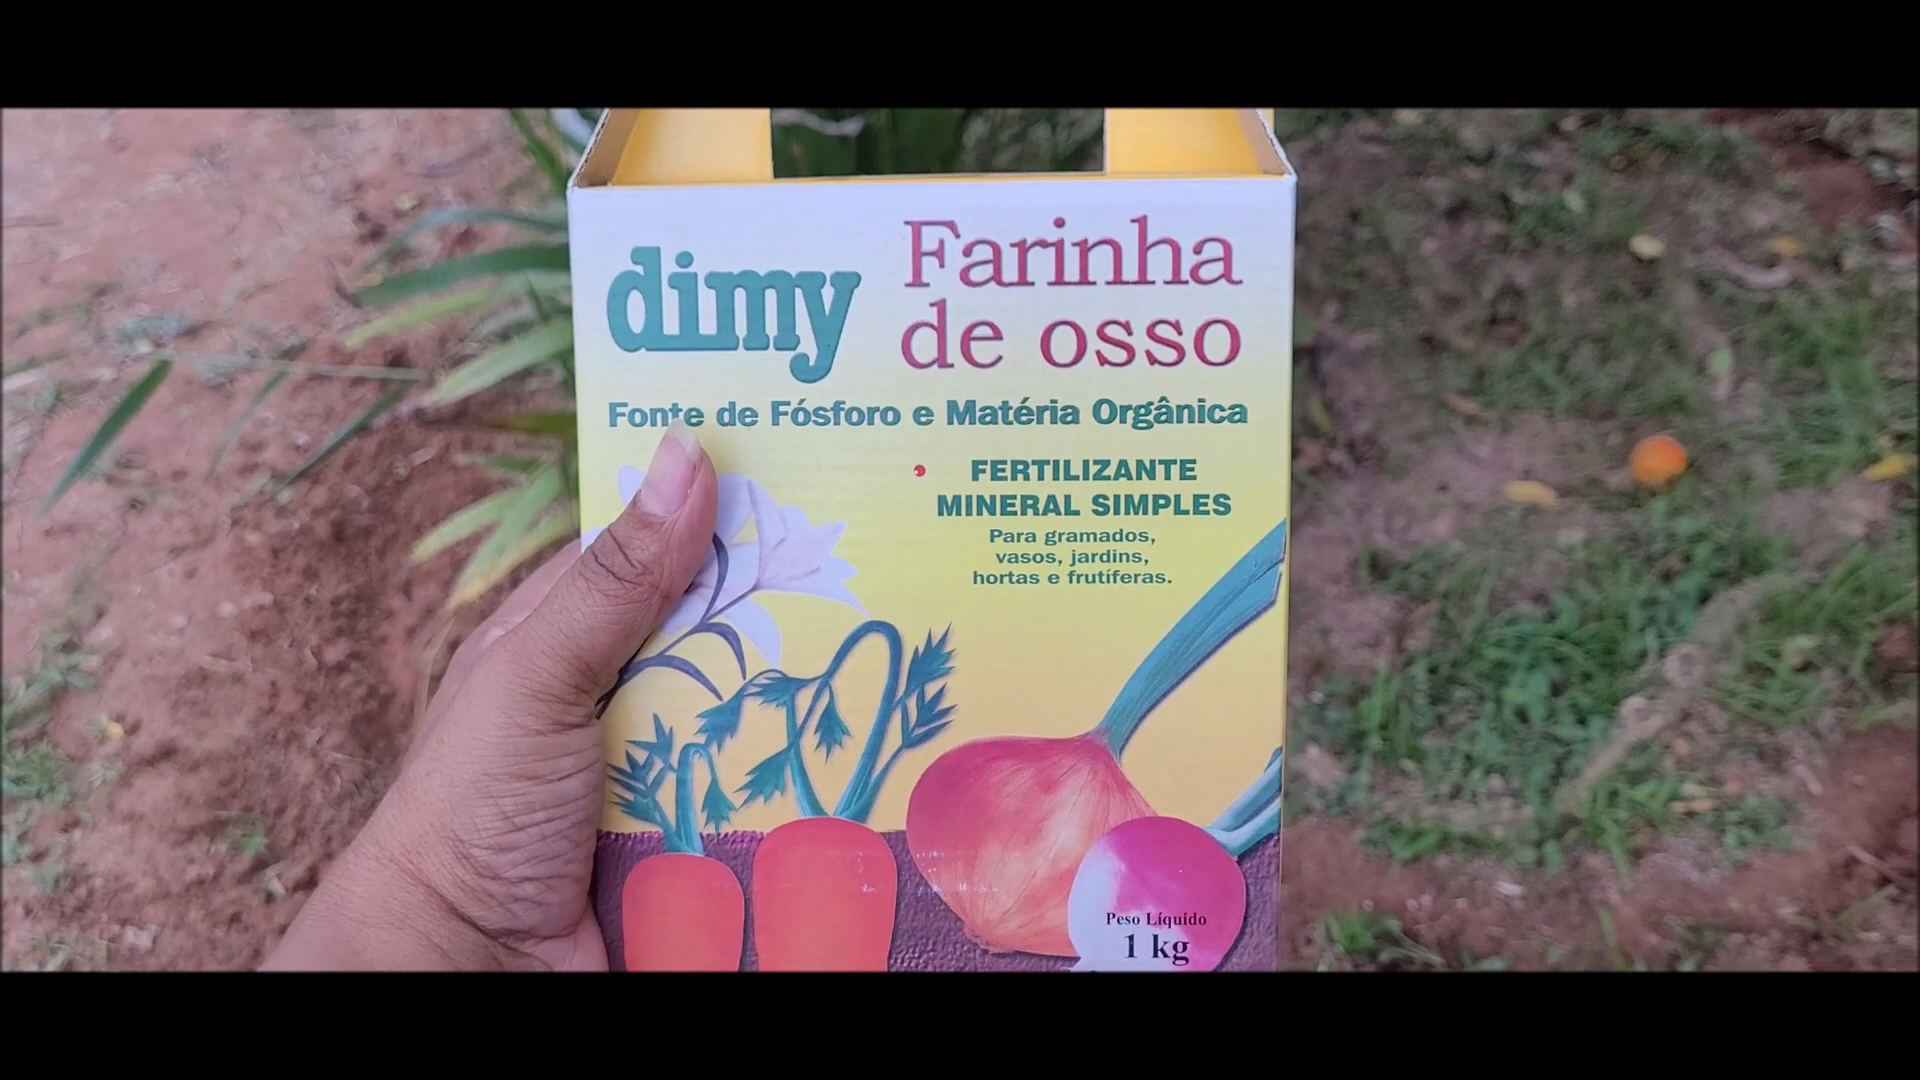 dimy
Farinha
de osso
Fonte de Fósforo e Matéria Orgânica
FERTILIZANTE
MINERAL SIMPLES
Para gramados,
vasos, jardins,
hortas e frutíferas.
Peso Líquido
1 kg